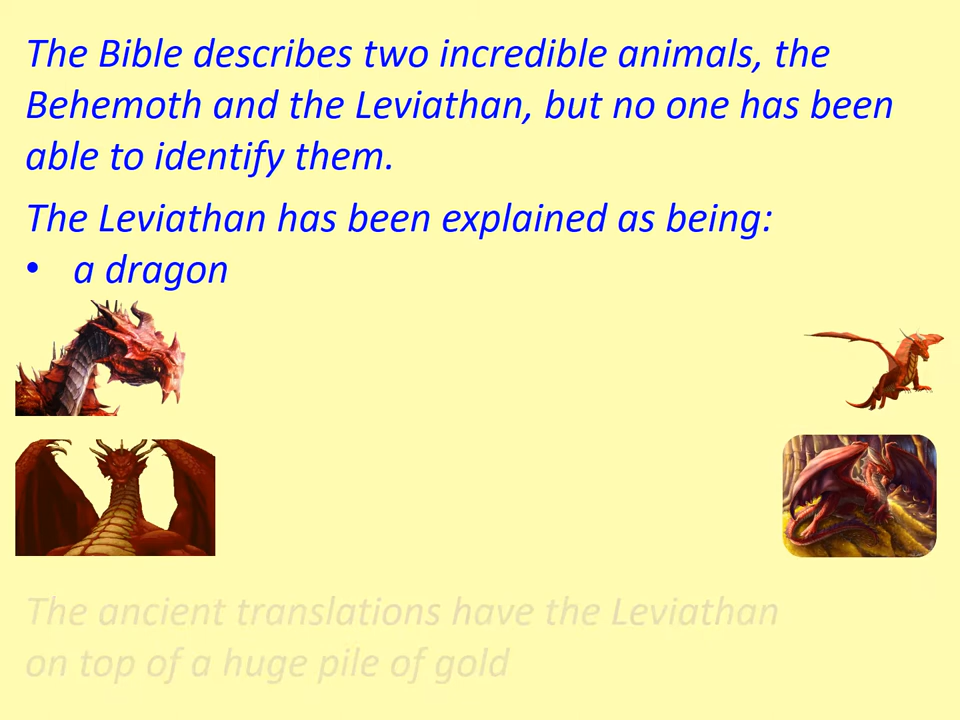 The Bible describes two incredible animals, the
Behemoth and the Leviathan, but no one has been
able to identify them.
The Leviathan has been explained as being:
• a dragon
The ancient translations have the Leviathan
on top of a huge pile of gold